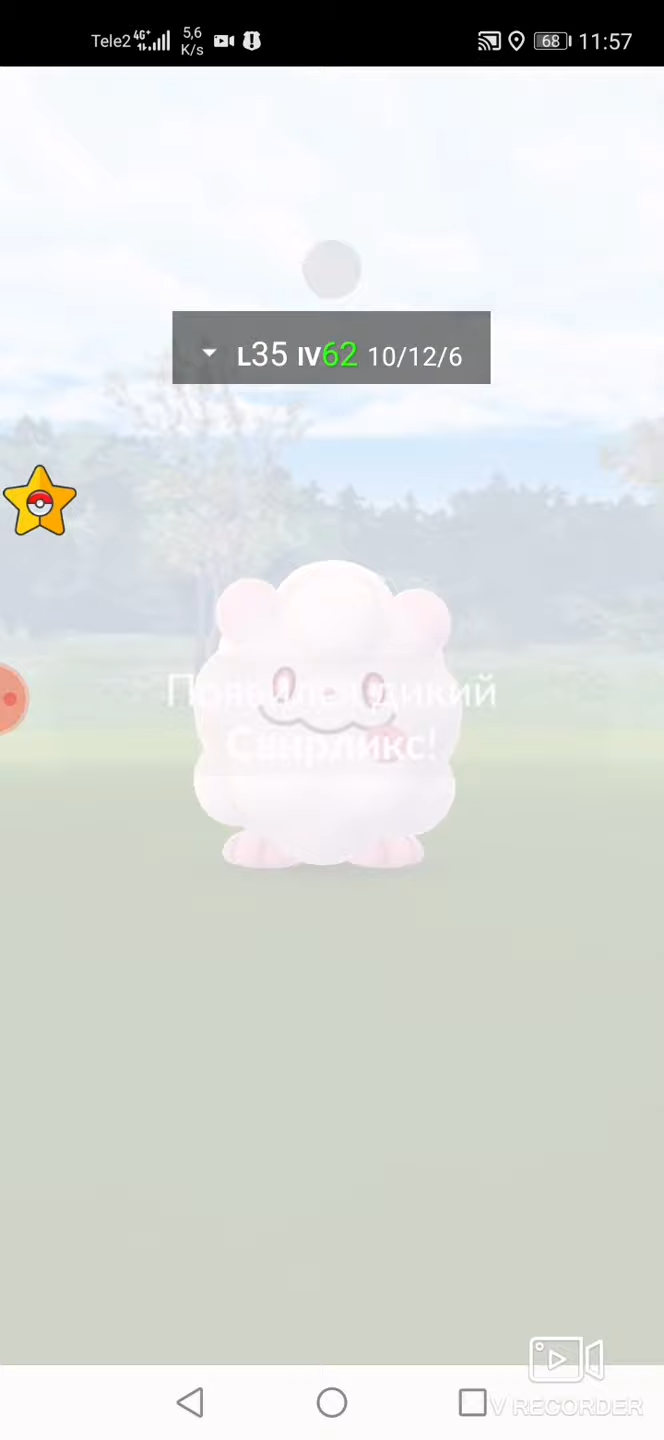 Tele2 4G+ 5,6 K/s 68 11:57
L35 IV62 10/12/6
Появился дикий
Свирликс!
V RECORDER